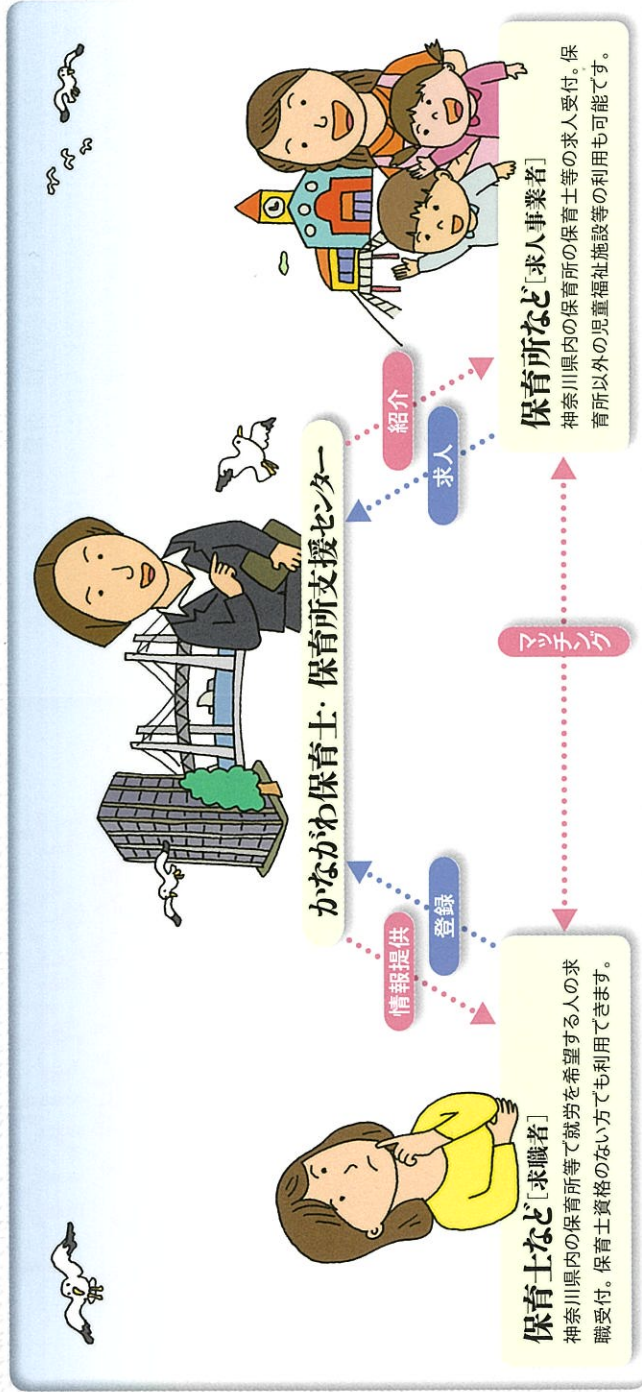 かながわ保育士・保育所支援センター
情報提供
登録
紹介
求人
マッチング
保育士など［求職者］
神奈川県内の保育所等で就労を希望する人の求
職受付。保育士資格のない方でも利用できます。
保育所など［求人事業者］
神奈川県内の保育所の保育士等の求人受付。保
育所以外の児童福祉施設等の利用も可能です。